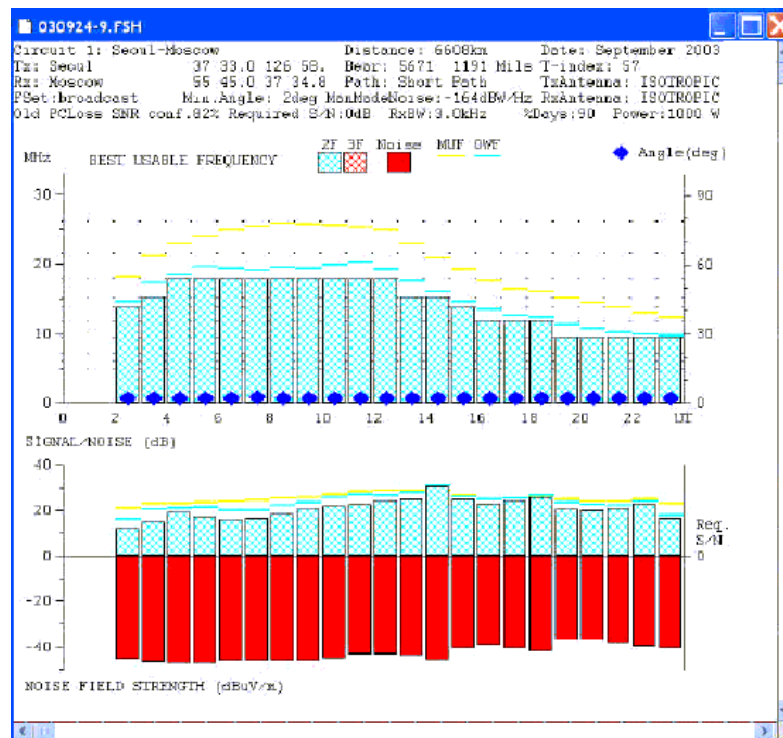 030924-9.FSH
Circuit 1: Seoul-Moscow Distance: 6608km Date: September 2003
Tx: Seoul 37 33.0 126 58. Bear: 5671 1191 Mils T-index: 57
Rx: Moscow 55 45.0 37 34.8 Path: Short Path TxAntenna: ISOTROPIC
FSet:broadcast Min.Angle: 2deg ManMadeNoise:-164dBW/Hz RxAntenna: ISOTROPIC
Old PCLoss SNR conf.82% Required S/N:0dB RxBW:3.0kHz %Days:90 Power:1000 W
2F 3F Noise MUF OWF
MHz BEST USABLE FREQUENCY Angle(deg)
30 90
20 60
10 30
0 0
0 2 4 6 8 10 12 14 16 18 20 22 UT
SIGNAL/NOISE (dB)
40
20
Req.
S/N
0 0
-20
-40
NOISE FIELD STRENGTH (dBuV/m)